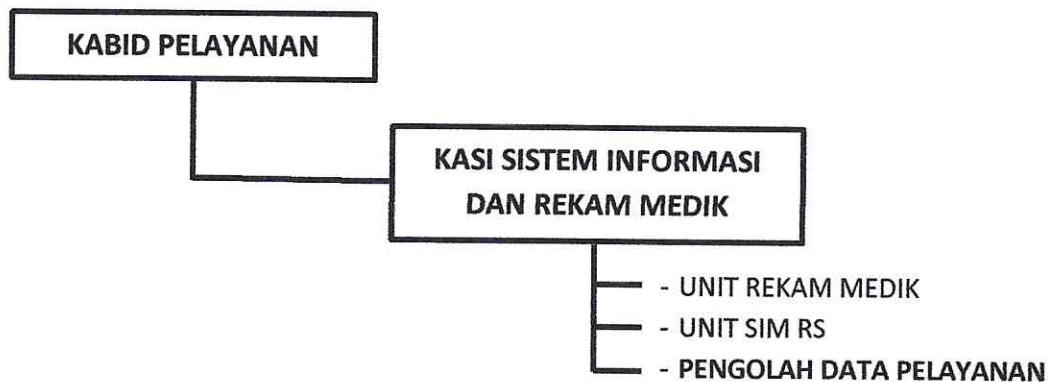 KABID PELAYANAN
KASI SISTEM INFORMASI
DAN REKAM MEDIK
- UNIT REKAM MEDIK
- UNIT SIM RS
- PENGOLAH DATA PELAYANAN